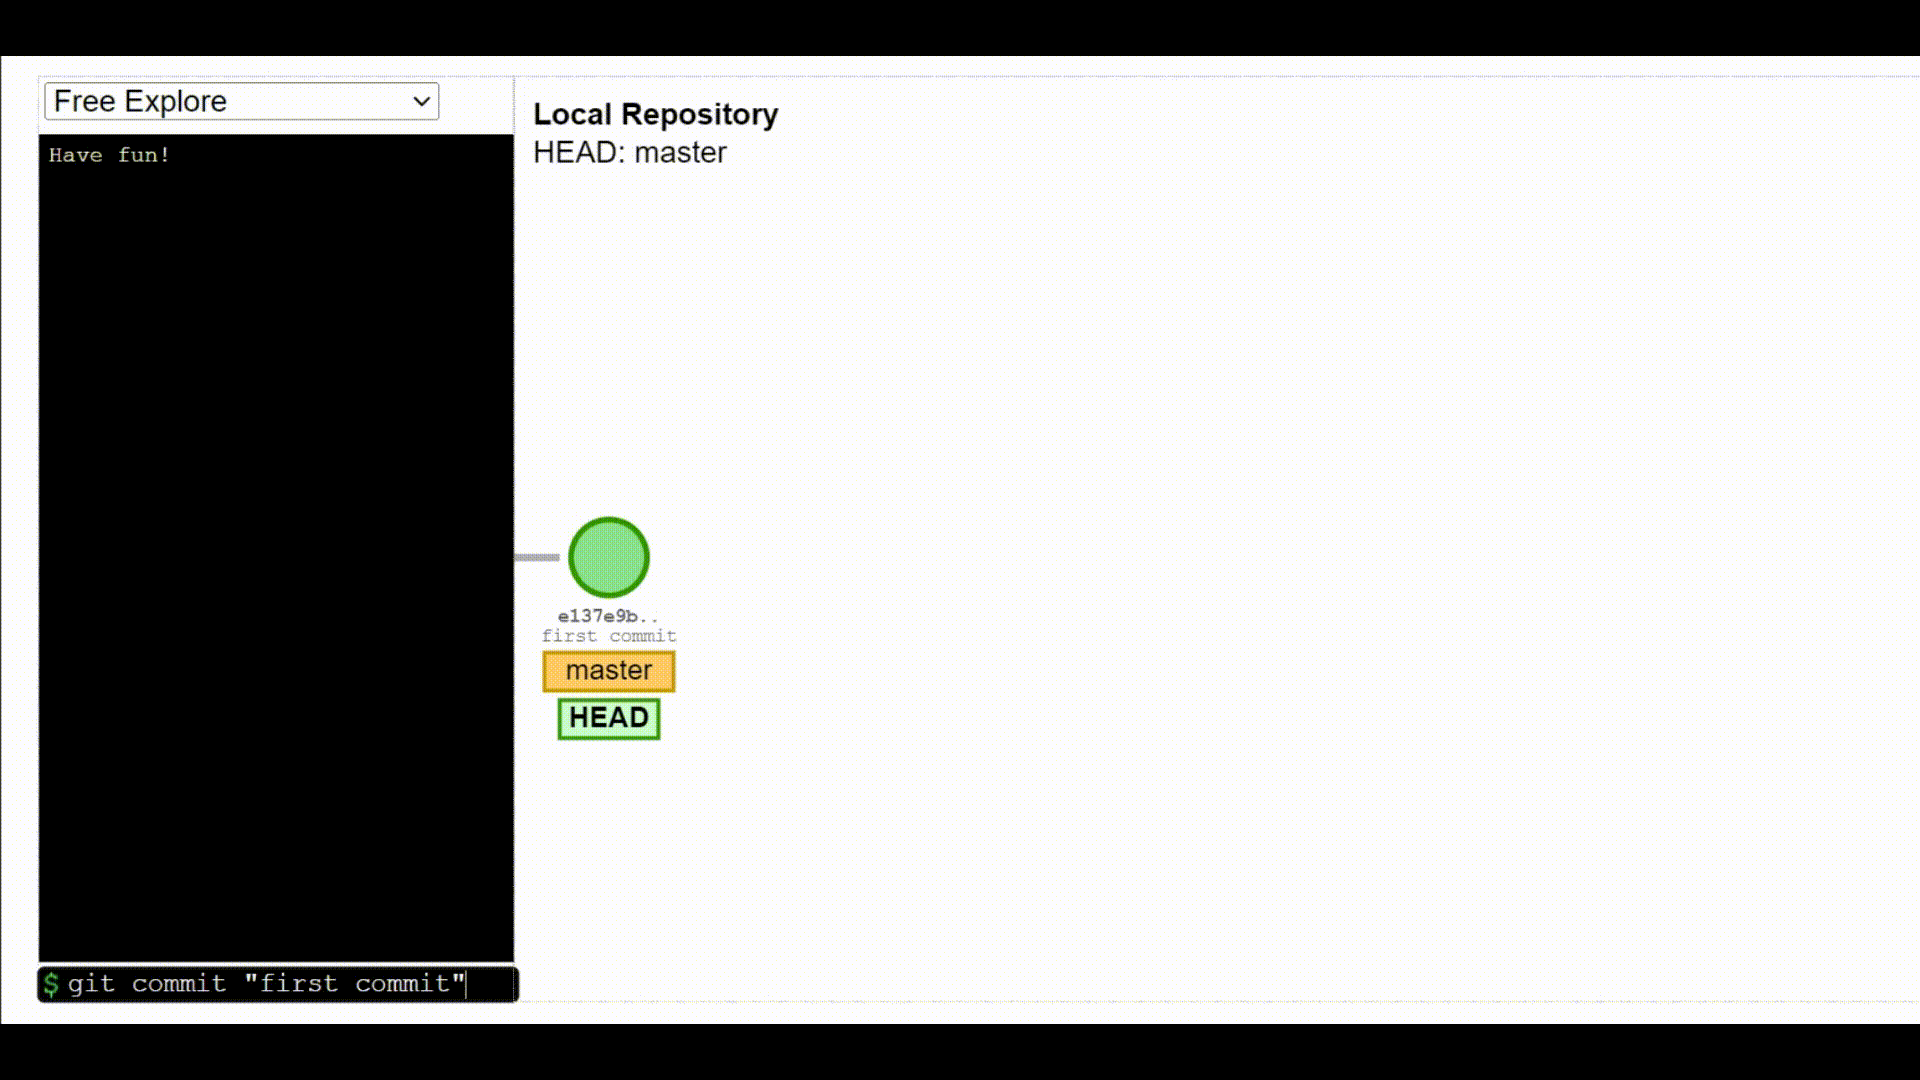 Free Explore
Have fun!
Local Repository
HEAD: master
e137e9b..
first commit
master
HEAD
$ git commit "first commit"